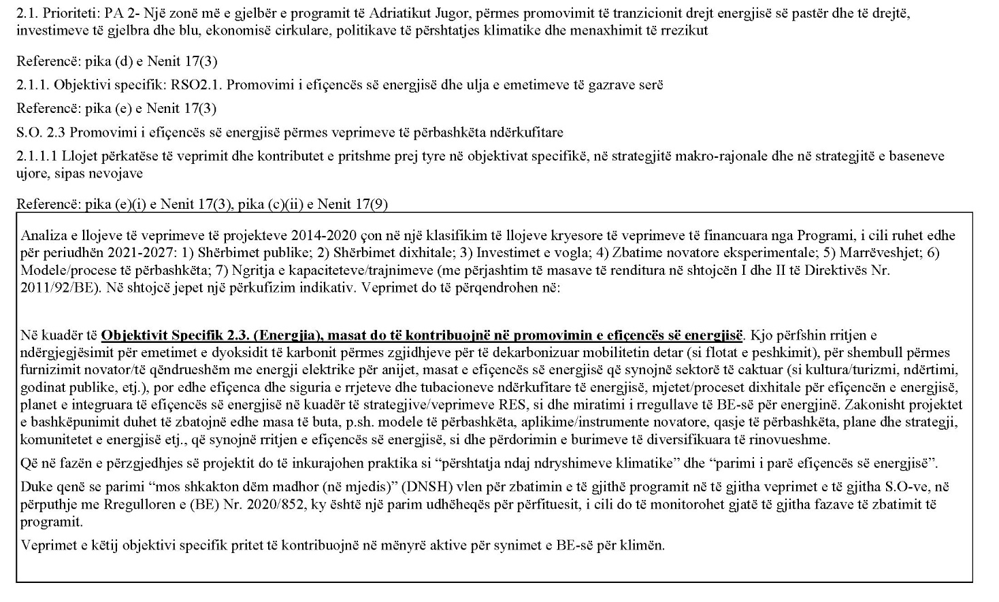 2.1. Prioriteti: PA 2- Një zonë më e gjelbër e programit të Adriatikut Jugor, përmes promovimit të tranzicionit drejt energjisë së pastër dhe të drejtë,
investimeve të gjelbra dhe blu, ekonomisë cirkulare, politikave të përshtatjes klimatike dhe menaxhimit të rrezikut
Referencë: pika (d) e Nenit 17(3)
2.1.1. Objektivi specifik: RSO2.1. Promovimi i efiçencës së energjisë dhe ulja e emetimeve të gazrave serë
Referencë: pika (e) e Nenit 17(3)
S.O. 2.3 Promovimi i efiçencës së energjisë përmes veprimeve të përbashkëta ndërkufitare
2.1.1.1 Llojet përkatëse të veprimit dhe kontributet e pritshme prej tyre në objektivat specifikë, në strategjitë makro-rajonale dhe në strategjitë e baseneve
ujore, sipas nevojave
Referencë: pika (e)(i) e Nenit 17(3), pika (c)(ii) e Nenit 17(9)
Analiza e llojeve të veprimeve të projekteve 2014-2020 çon në një klasifikim të llojeve kryesore të veprimeve të financuara nga Programi, i cili ruhet edhe
për periudhën 2021-2027: 1) Shërbimet publike; 2) Shërbimet dixhitale; 3) Investimet e vogla; 4) Zbatime novatore eksperimentale; 5) Marrëveshjet; 6)
Modele/procese të përbashkëta; 7) Ngritja e kapaciteteve/trajnimeve (me përjashtim të masave të renditura në shtojcën I dhe II të Direktivës Nr.
2011/92/BE). Në shtojcë jepet një përkufizim indikativ. Veprimet do të përqendrohen në:
Në kuadër të Objektivit Specifik 2.3. (Energjia), masat do të kontribuojnë në promovimin e efiçencës së energjisë. Kjo përfshin rritjen e
ndërgjegjësimit për emetimet e dyoksidit të karbonit përmes zgjidhjeve për të dekarbonizuar mobilitetin detar (si flotat e peshkimit), për shembull përmes
furnizimit novator/të qëndrueshëm me energji elektrike për anijet, masat e efiçencës së energjisë që synojnë sektorë të caktuar (si kultura/turizmi, ndërtimi,
godinat publike, etj.), por edhe efiçenca dhe siguria e rrjeteve dhe tubacioneve ndërkufitare të energjisë, mjetet/proceset dixhitale për efiçencën e energjisë,
planet e integruara të efiçencës së energjisë në kuadër të strategjive/veprimeve RES, si dhe miratimi i rregullave të BE-së për energjinë. Zakonisht projektet
e bashkëpunimit duhet të zbatojnë edhe masa të buta, p.sh. modele të përbashkëta, aplikime/instrumente novatore, qasje të përbashkëta, plane dhe strategji,
komunitetet e energjisë etj., që synojnë rritjen e efiçencës së energjisë, si dhe përdorimin e burimeve të diversifikuara të rinovueshme.
Që në fazën e përzgjedhjes së projektit do të inkurajohen praktika si “përshtatja ndaj ndryshimeve klimatike” dhe “parimi i parë efiçencës së energjisë”.
Duke qenë se parimi “mos shkakton dëm madhor (në mjedis)” (DNSH) vlen për zbatimin e të gjithë programit në të gjitha veprimet e të gjitha S.O-ve, në
përputhje me Rregulloren e (BE) Nr. 2020/852, ky është një parim udhëheqës për përfituesit, i cili do të monitorohet gjatë të gjitha fazave të zbatimit të
programit.
Veprimet e këtij objektivi specifik pritet të kontribuojnë në mënyrë aktive për synimet e BE-së për klimën.